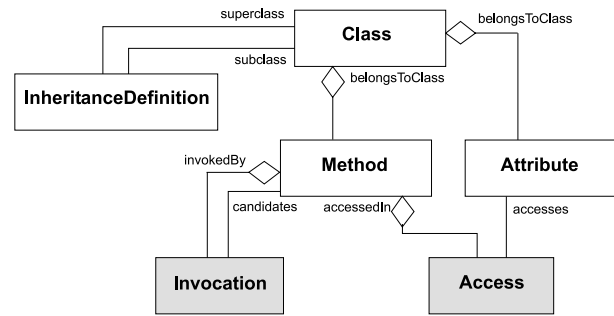 superclass
belongsToClass
Class
subclass
belongsToClass
InheritanceDefinition
invokedBy
Method
Attribute
candidates
accessedIn
accesses
Invocation
Access